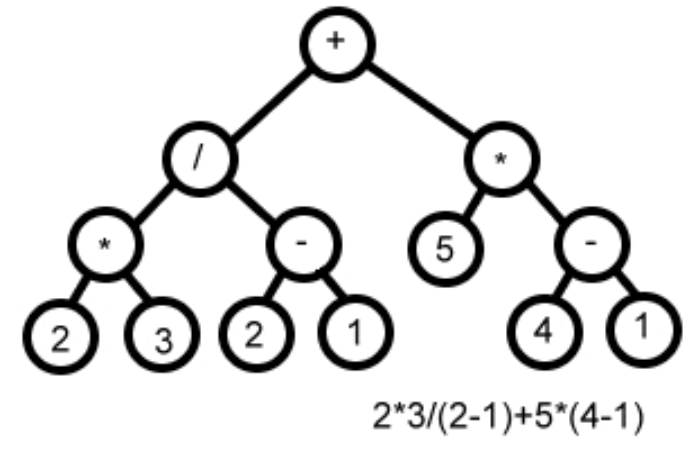 +
/ *
* - 5 -
2 3 2 1 4 1
2*3/(2-1)+5*(4-1)